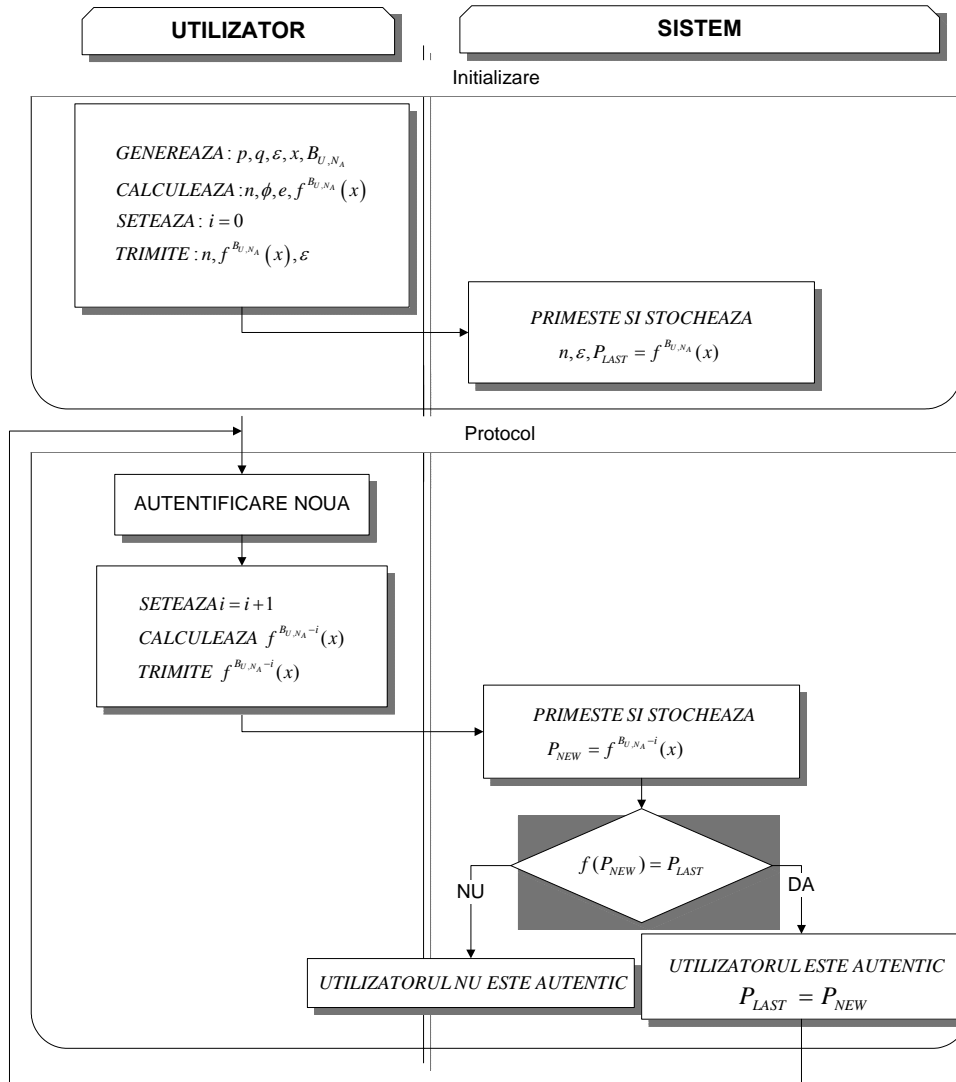 UTILIZATOR
SISTEM
Initializare
GENEREAZA : p, q, ε, x, B_{U,N_A}
CALCULEAZA : n, ϕ, e, f^{B_{U,N_A}}(x)
SETEAZA : i = 0
TRIMITE : n, f^{B_{U,N_A}}(x), ε
PRIMESTE SI STOCHEAZA
n, ε, P_{LAST} = f^{B_{U,N_A}}(x)
Protocol
AUTENTIFICARE NOUA
SETEAZA i = i + 1
CALCULEAZA f^{B_{U,N_A}-i}(x)
TRIMITE f^{B_{U,N_A}-i}(x)
PRIMESTE SI STOCHEAZA
P_{NEW} = f^{B_{U,N_A}-i}(x)
f(P_{NEW}) = P_{LAST}
NU
DA
UTILIZATORUL NU ESTE AUTENTIC
UTILIZATORUL ESTE AUTENTIC
P_{LAST} = P_{NEW}